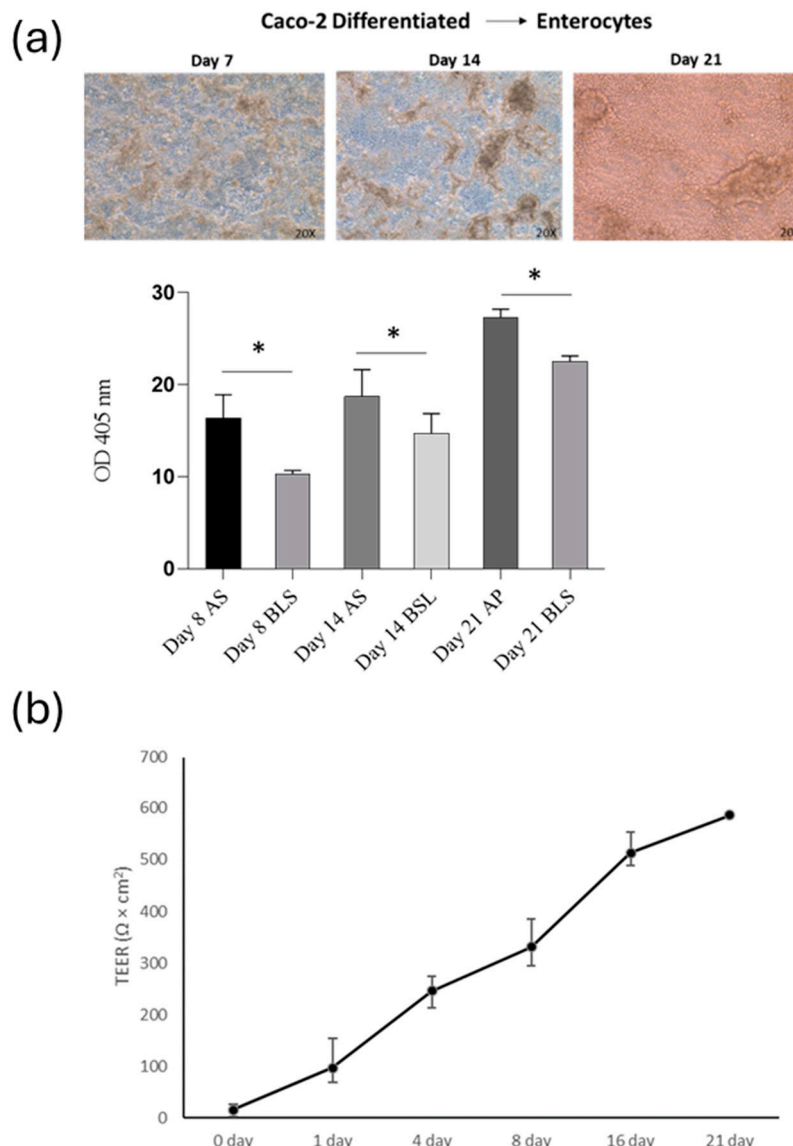 (a)
Caco-2 Differentiated → Enterocytes
Day 7 Day 14 Day 21
20X 20X 20
30
20
10
0
OD 405 nm
* * *
Day 8 AS
Day 8 BLS
Day 14 AS
Day 14 BSL
Day 21 AP
Day 21 BLS
(b)
700
600
500
400
300
200
100
0
TEER (Ω × cm²)
0 day 1 day 4 day 8 day 16 day 21 day